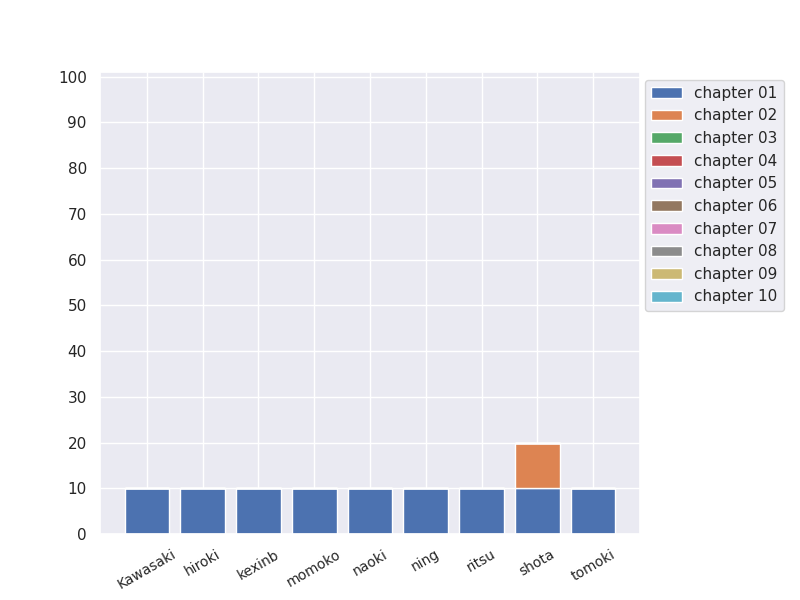 100
90
80
70
60
50
40
30
20
10
0
Kawasaki
hiroki
kexinb
momoko
naoki
ning
ritsu
shota
tomoki
chapter 01
chapter 02
chapter 03
chapter 04
chapter 05
chapter 06
chapter 07
chapter 08
chapter 09
chapter 10